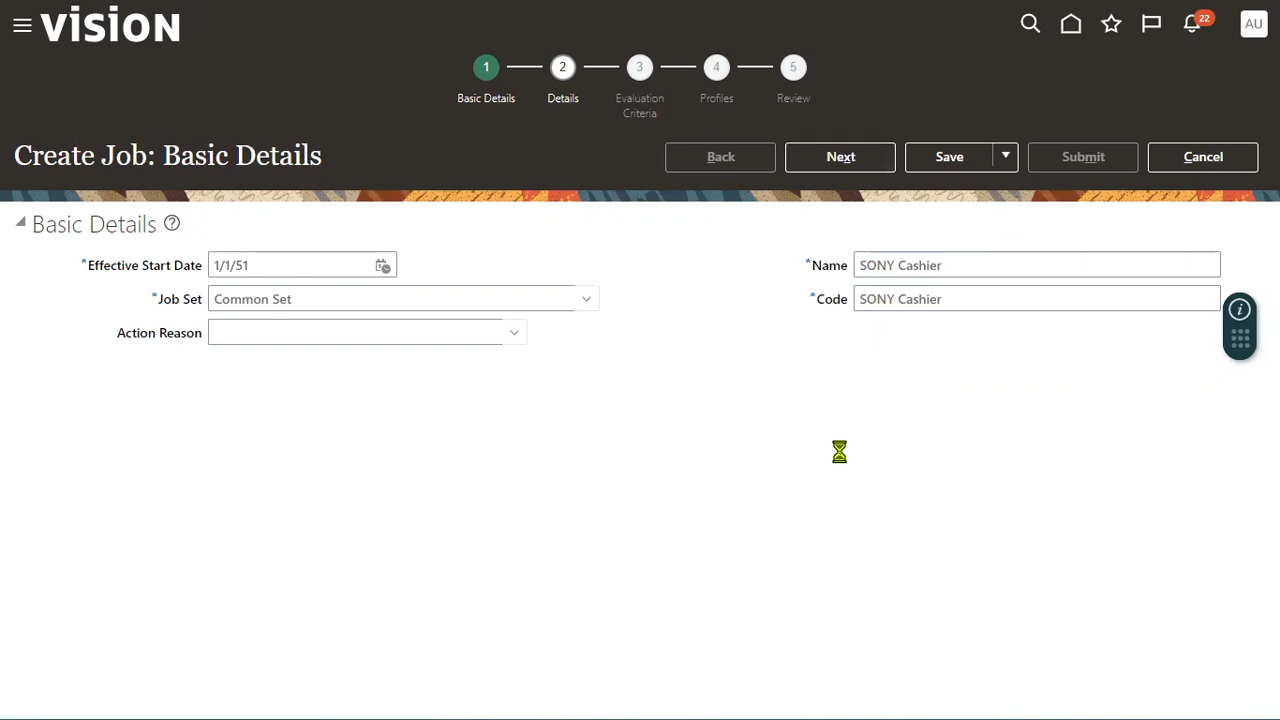 vision
22
AU
1
2
3
4
5
Basic Details
Details
Evaluation
Criteria
Profiles
Review
Create Job: Basic Details
Back
Next
Save
Submit
Cancel
Basic Details
*Effective Start Date 1/1/51
*Name SONY Cashier
*Job Set Common Set
*Code SONY Cashier
Action Reason